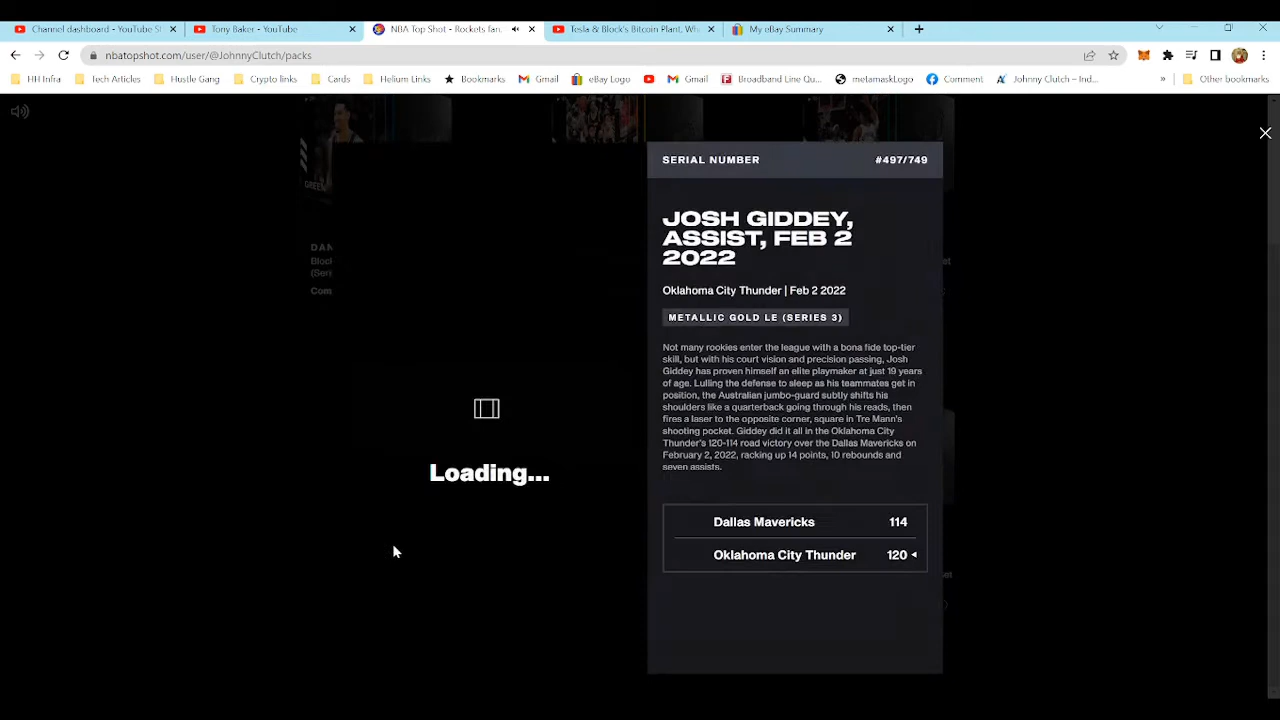 Channel dashboard - YouTube St
Tony Baker - YouTube
NBA Top Shot - Rockets fan.
Tesla & Block's Bitcoin Plant, Wh
My eBay Summary
nbatopshot.com/user/@JohnnyClutch/packs
HH Infra
Tech Articles
Hustle Gang
Crypto links
Cards
Helium Links
Bookmarks
Gmail
eBay Logo
Gmail
Broadband Line Qu...
metamaskLogo
Comment
Johnny Clutch – Ind...
»
Other bookmarks
SERIAL NUMBER #497/749
GREEN
JOSH GIDDEY,
ASSIST, FEB 2
2022
DAN
Block
(Seri
Com
Oklahoma City Thunder | Feb 2 2022
METALLIC GOLD LE (SERIES 3)
Not many rookies enter the league with a bona fide top-tier
skill, but with his court vision and precision passing, Josh
Giddey has proven himself an elite playmaker at just 19 years
of age. Lulling the defense to sleep as his teammates get in
position, the Australian jumbo-guard subtly shifts his
shoulders like a quarterback going through his reads, then
fires a laser to the opposite corner, square in Tre Mann's
shooting pocket. Giddey did it all in the Oklahoma City
Thunder's 120-114 road victory over the Dallas Mavericks on
February 2, 2022, racking up 14 points, 10 rebounds and
seven assists.
Loading...
Dallas Mavericks 114
Oklahoma City Thunder 120